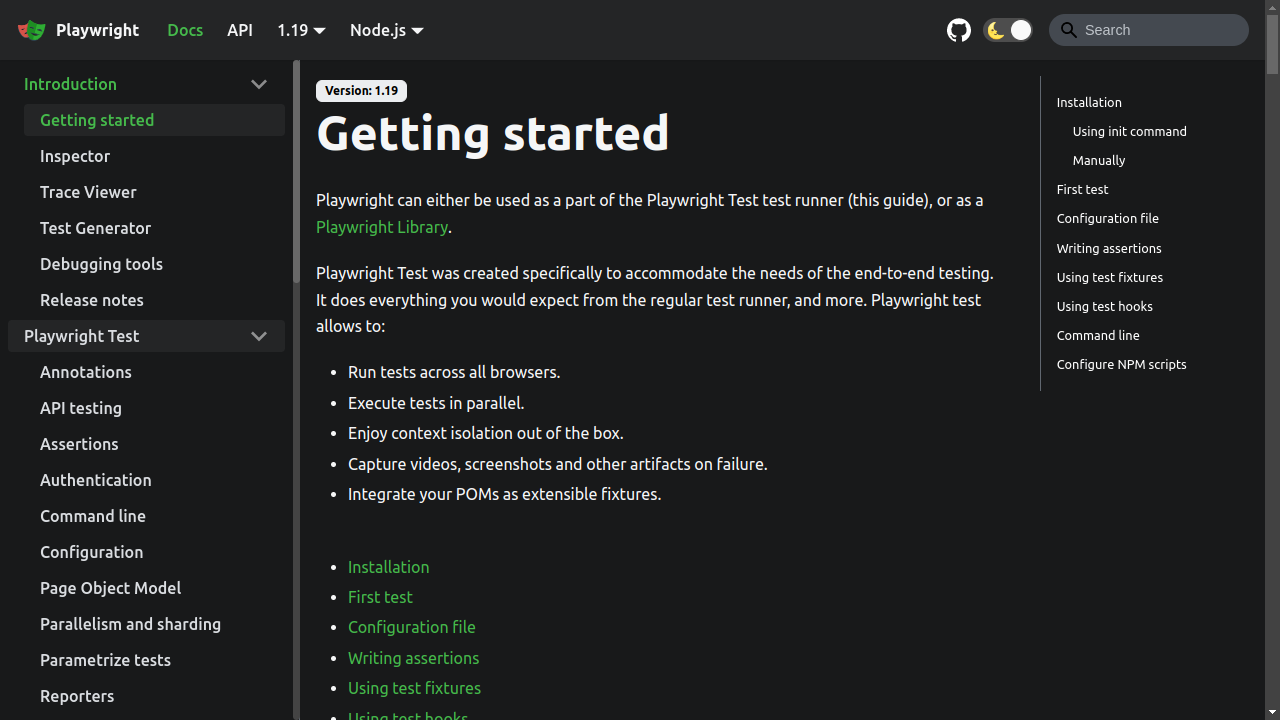 Playwright
Docs
API
1.19
Node.js
Search
Introduction
Getting started
Inspector
Trace Viewer
Test Generator
Debugging tools
Release notes
Playwright Test
Annotations
API testing
Assertions
Authentication
Command line
Configuration
Page Object Model
Parallelism and sharding
Parametrize tests
Reporters
Version: 1.19
Getting started
Playwright can either be used as a part of the Playwright Test test runner (this guide), or as a
Playwright Library.
Playwright Test was created specifically to accommodate the needs of the end-to-end testing.
It does everything you would expect from the regular test runner, and more. Playwright test
allows to:
• Run tests across all browsers.
• Execute tests in parallel.
• Enjoy context isolation out of the box.
• Capture videos, screenshots and other artifacts on failure.
• Integrate your POMs as extensible fixtures.
• Installation
• First test
• Configuration file
• Writing assertions
• Using test fixtures
• Using test hooks
Installation
Using init command
Manually
First test
Configuration file
Writing assertions
Using test fixtures
Using test hooks
Command line
Configure NPM scripts